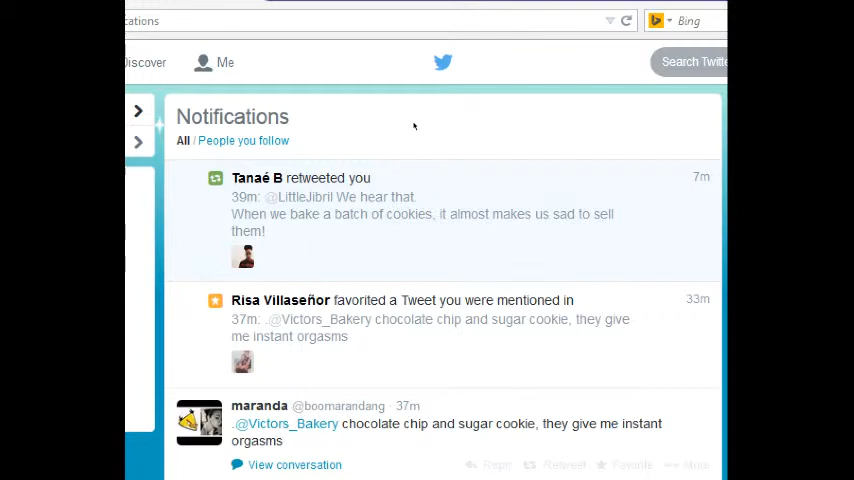 cations
Bing
Discover
Me
Search Twitte
Notifications
All / People you follow
Tanaé B retweeted you
7m
39m: @LittleJibril We hear that.
When we bake a batch of cookies, it almost makes us sad to sell
them!
Risa Villaseñor favorited a Tweet you were mentioned in
33m
37m: .@Victors_Bakery chocolate chip and sugar cookie, they give
me instant orgasms
maranda @boomarandang · 37m
.@Victors_Bakery chocolate chip and sugar cookie, they give me instant
orgasms
View conversation
Reply
Retweet
Favorite
More